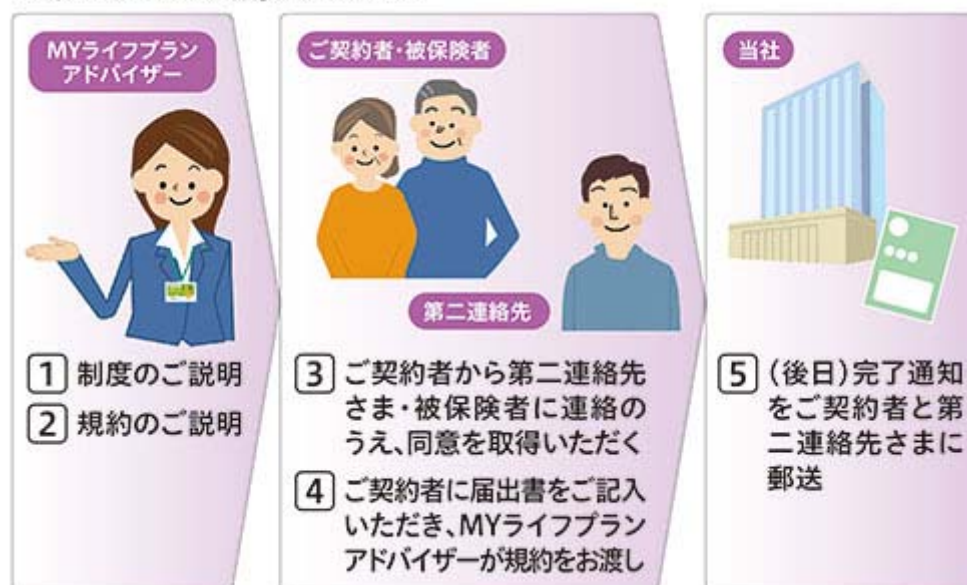 MYライフプラン
アドバイザー
1 制度のご説明
2 規約のご説明
ご契約者・被保険者
第二連絡先
3 ご契約者から第二連絡先
さま・被保険者に連絡の
うえ、同意を取得いただく
4 ご契約者に届出書をご記入
いただき、MYライフプラン
アドバイザーが規約をお渡し
当社
5 (後日)完了通知
をご契約者と第
二連絡先さまに
郵送